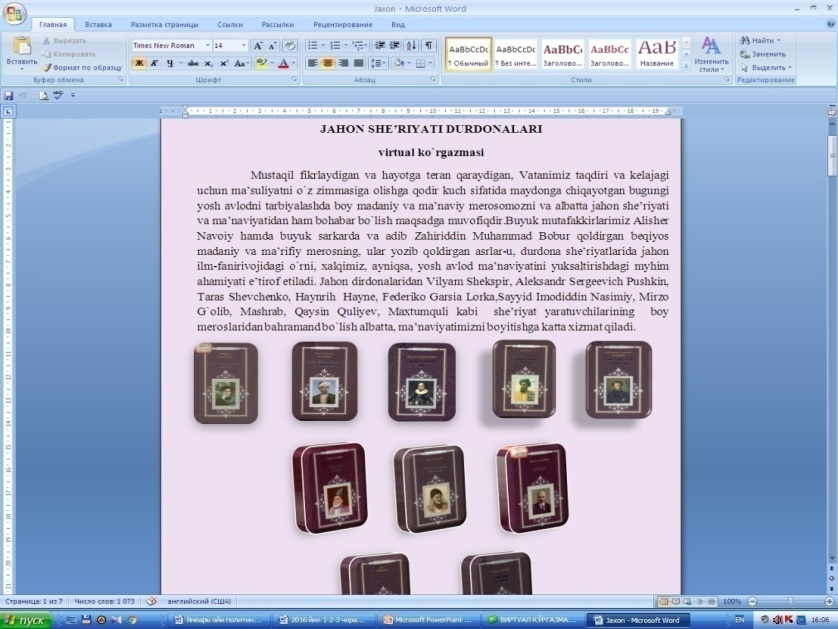 Jaxon - Microsoft Word
Главная Вставка Разметка страницы Ссылки Рассылки Рецензирование Вид
Вставить
Вырезать
Копировать
Формат по образцу
Буфер обмена
Times New Roman 14
Шрифт
Абзац
AaBbCcDc AaBbCcDc AaBbC AaBbCc АаВ
¶ Обычный ¶ Без инте... Заголово... Заголово... Название
Изменить стили
Стили
Найти
Заменить
Выделить
Редактирование
JAHON SHE'RIYATI DURDONALARI
virtual ko`rgazmasi
Mustaqil fikrlaydigan va hayotga teran qaraydigan, Vatanimiz taqdiri va kelajagi
uchun ma'suliyatni o`z zimmasiga olishga qodir kuch sifatida maydonga chiqayotgan bugungi
yosh avlodni tarbiyalashda boy madaniy va ma'naviy merosomozni va albatta jahon she'riyati
va ma'naviyatidan ham bohabar bo`lish maqsadga muvofiqdir.Buyuk mutafakkirlarimiz Alisher
Navoiy hamda buyuk sarkarda va adib Zahiriddin Muhammad Bobur qoldirgan beqiyos
madaniy va ma'rifiy merosning, ular yozib qoldirgan asrlar-u, durdona she'riyatlarida jahon
ilm-fanirivojidagi o`rni, xalqimiz, ayniqsa, yosh avlod ma'naviyatini yuksaltirishdagi myhim
ahamiyati e'tirof etiladi. Jahon dirdonalaridan Vilyam Shekspir, Aleksandr Sergeevich Pushkin,
Taras Shevchenko, Haynrih Hayne, Federiko Garsia Lorka,Sayyid Imodiddin Nasimiy, Mirzo
G`olib, Mashrab, Qaysin Quliyev, Maxtumquli kabi she'riyat yaratuvchilarining boy
meroslaridan bahramand bo`lish albatta, ma'naviyatimizni boyitishga katta xizmat qiladi.
Страница: 1 из 7 Число слов: 1 073 английский (США) 100%
пуск Январь ойи политин... 2016 йил 1-2-3 чора... Microsoft PowerPoint ... ВИРТУАЛ КЎРГАЗМА... Jaxon - Microsoft Word EN 16:06